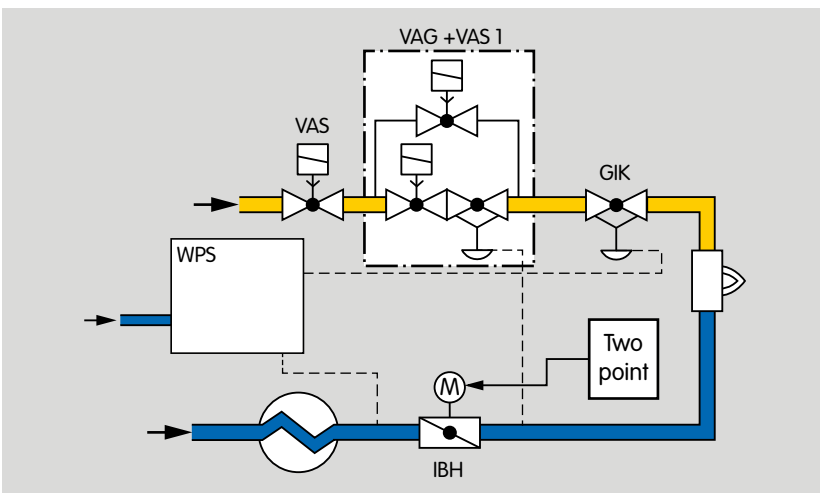 VAG +VAS 1
VAS
GIK
WPS
Two
point
M
IBH